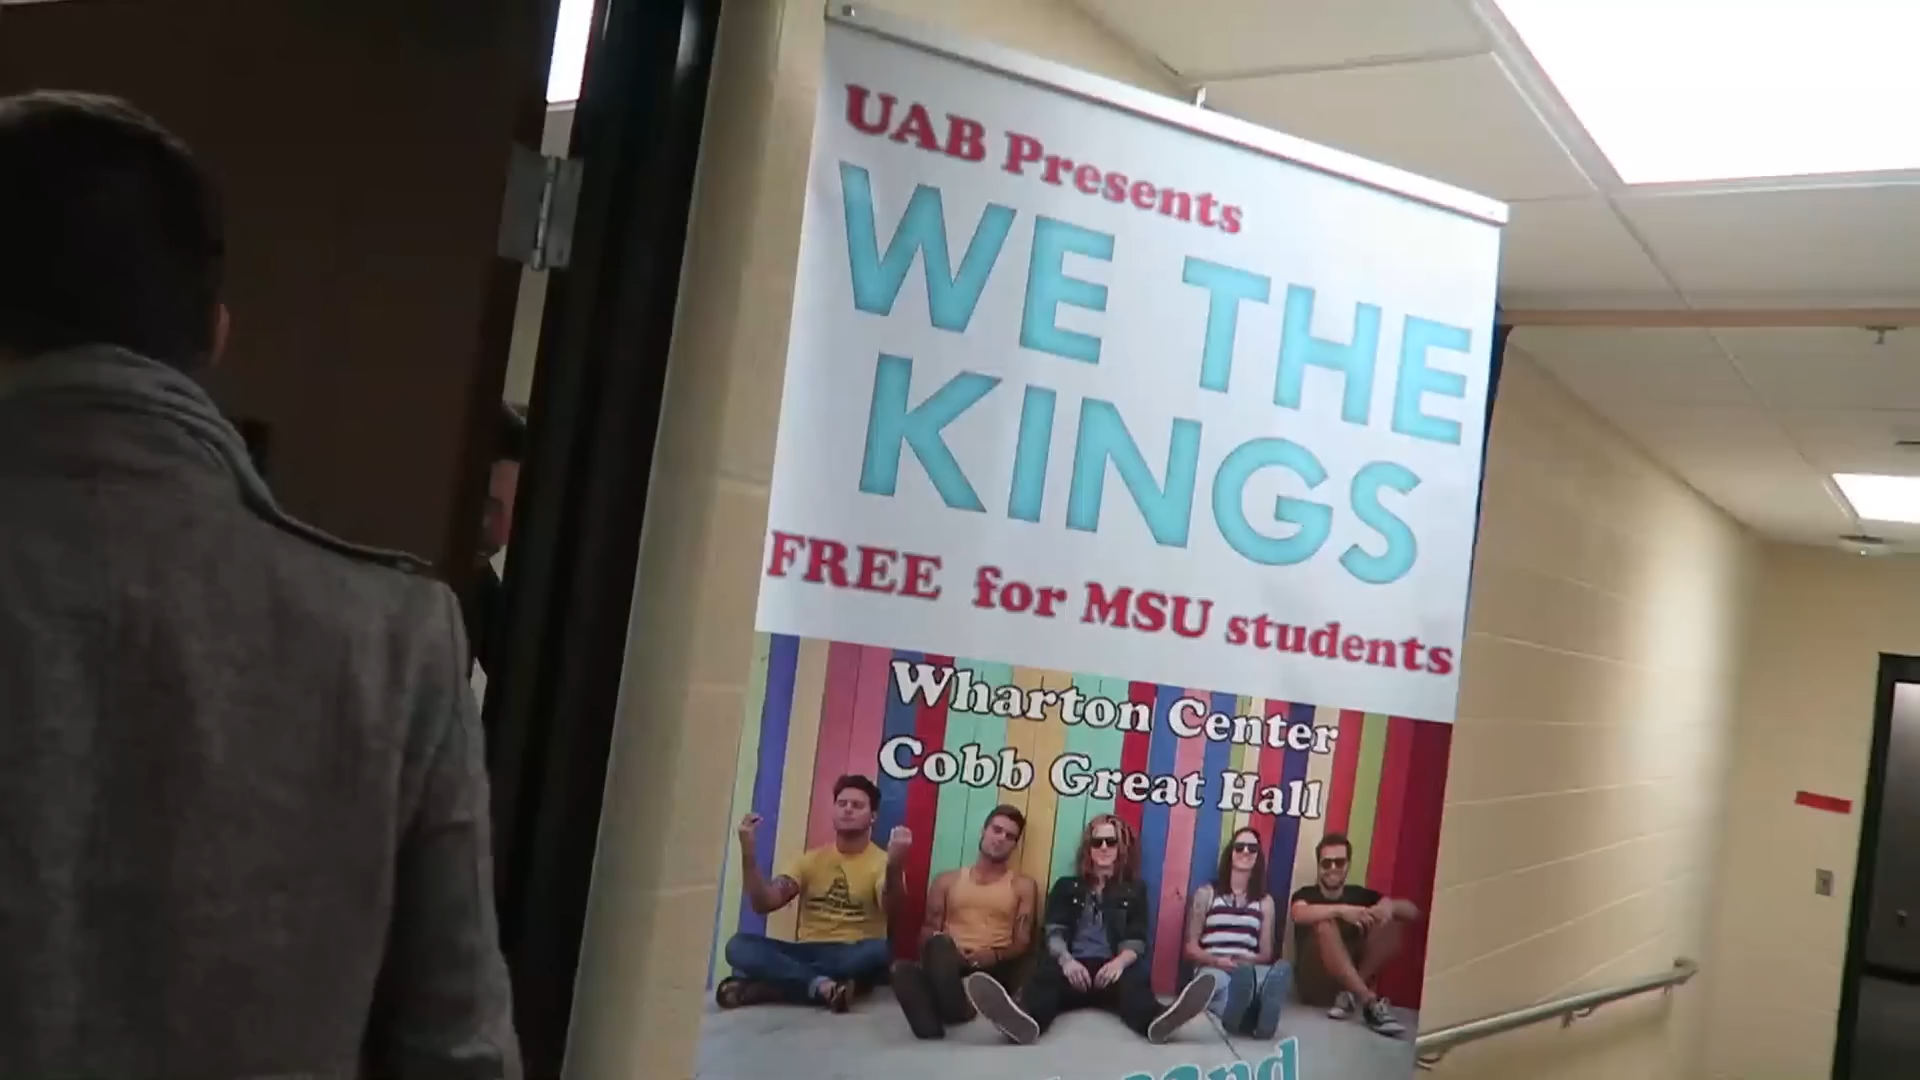 UAB Presents
WE THE
KINGS
FREE for MSU students
Wharton Center
Cobb Great Hall